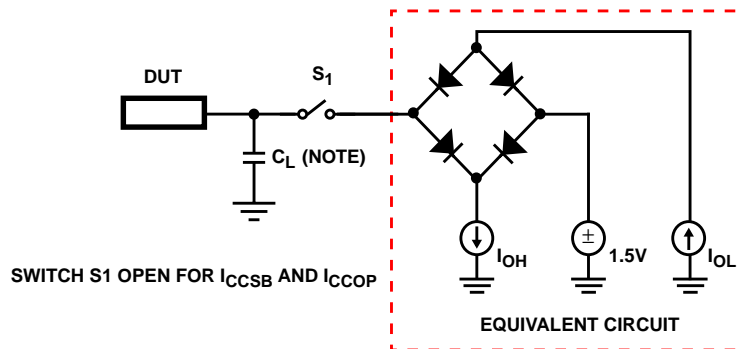 DUT
S1
CL (NOTE)
IOH
±
1.5V
IOL
SWITCH S1 OPEN FOR ICCSB AND ICCOP
EQUIVALENT CIRCUIT